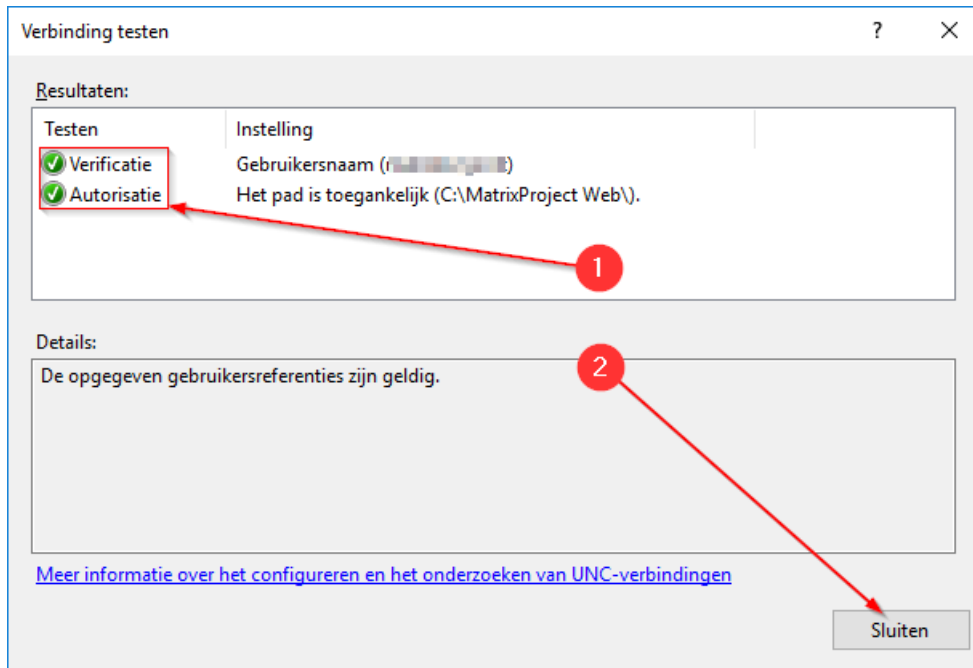 Verbinding testen
?
Resultaten:
Testen Instelling
Verificatie Gebruikersnaam ( )
Autorisatie Het pad is toegankelijk (C:\MatrixProject Web\).
1
Details:
De opgegeven gebruikersreferenties zijn geldig.
2
Meer informatie over het configureren en het onderzoeken van UNC-verbindingen
Sluiten